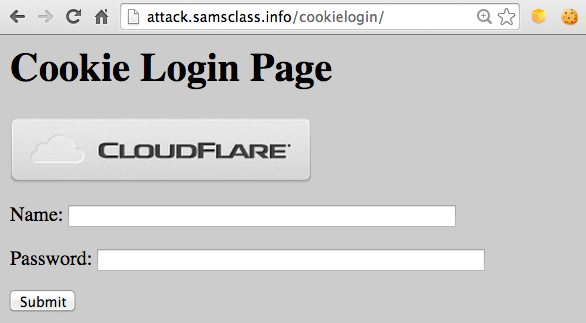 attack.samsclass.info/cookielogin/
Cookie Login Page
CLOUDFLARE
Name:
Password:
Submit